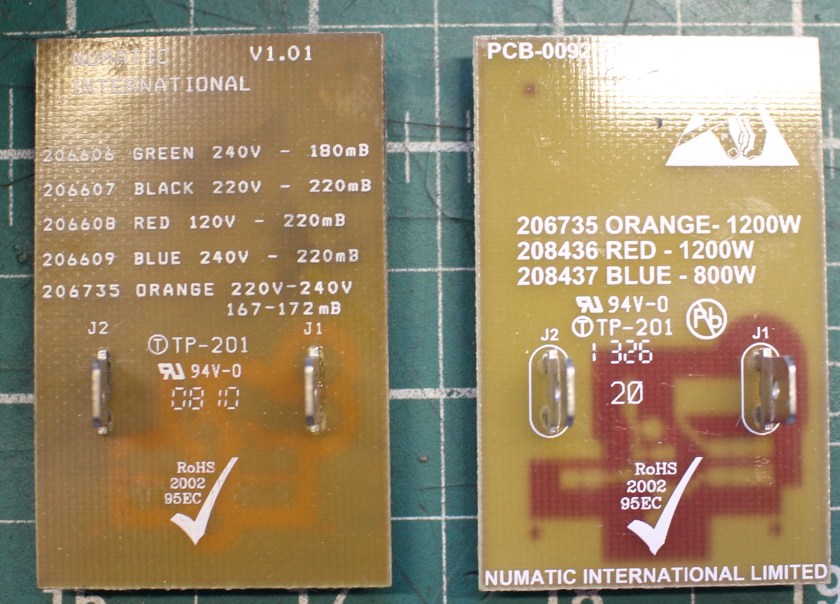 NUMATIC V1.01
INTERNATIONAL
206606 GREEN 240V - 180mB
206607 BLACK 220V - 220mB
206608 RED 120V - 220mB
206609 BLUE 240V - 220mB
206735 ORANGE 220V-240V
167-172mB
J2 J1
T TP-201
94V-0
0810
RoHS
2002
95EC
206735 ORANGE- 1200W
208436 RED - 1200W
208437 BLUE - 800W
94V-0
T TP-201
Pb
J2 J1
1326
20
RoHS
2002
95EC
NUMATIC INTERNATIONAL LIMITED